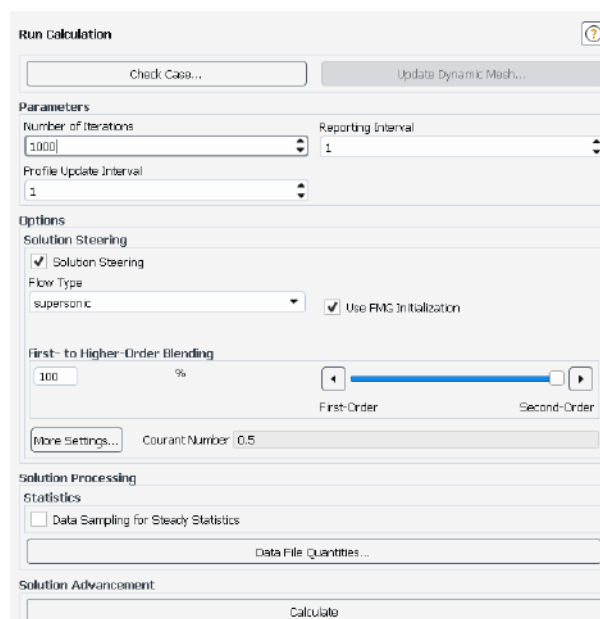 Run Calculation
?
Check Case... Update Dynamic Mesh...
Parameters
Number of Iterations Reporting Interval
1000 1
Profile Update Interval
1
Options
Solution Steering
Solution Steering
Flow Type
supersonic Use FMG Initialization
First- to Higher-Order Blending
100 %
First-Order Second-Order
More Settings... Courant Number 0.5
Solution Processing
Statistics
Data Sampling for Steady Statistics
Data File Quantities...
Solution Advancement
Calculate